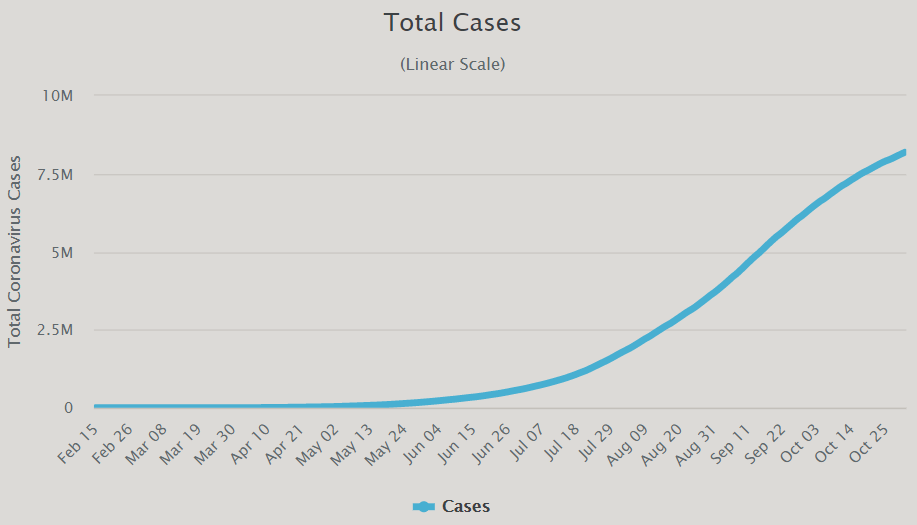 Total Cases
(Linear Scale)
Total Coronavirus Cases
10M
7.5M
5M
2.5M
0
Feb 15
Feb 26
Mar 08
Mar 19
Mar 30
Apr 10
Apr 21
May 02
May 13
May 24
Jun 04
Jun 15
Jun 26
Jul 07
Jul 18
Jul 29
Aug 09
Aug 20
Aug 31
Sep 11
Sep 22
Oct 03
Oct 14
Oct 25
Cases